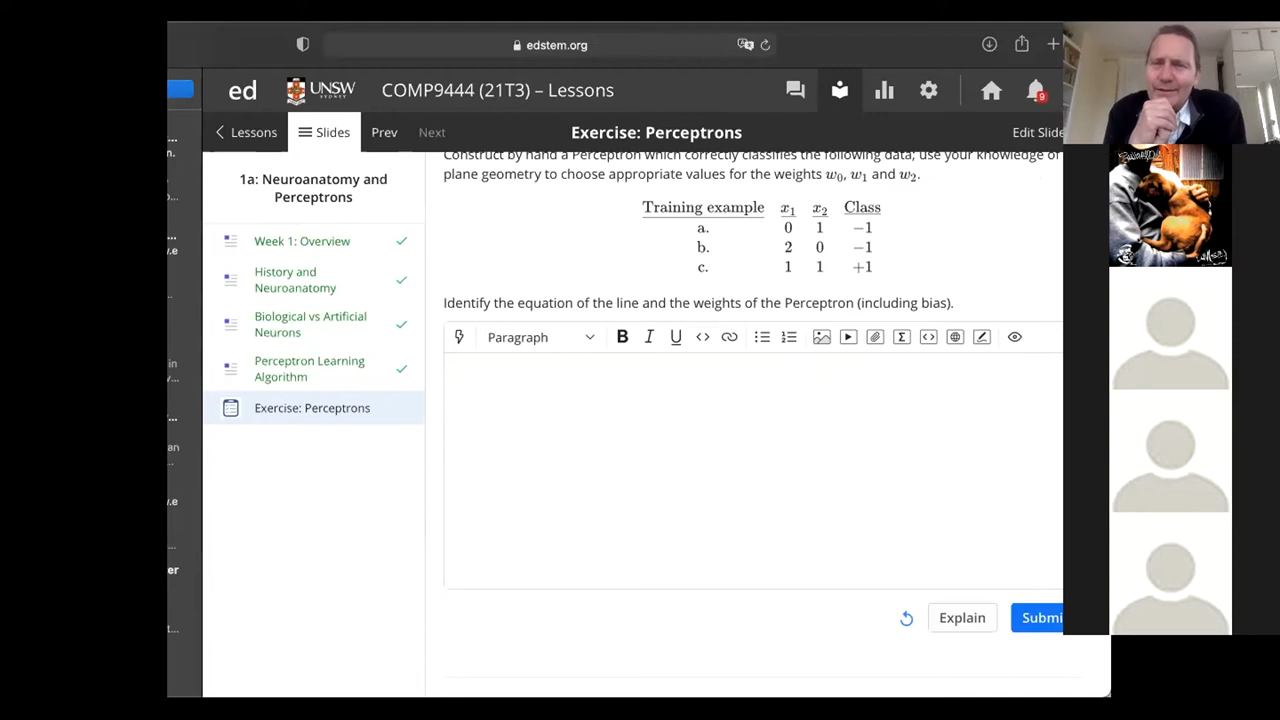 edstem.org
ed UNSW SYDNEY COMP9444 (21T3) – Lessons
9
Lessons Slides Prev Next Exercise: Perceptrons Edit Slide
1a: Neuroanatomy and
Perceptrons
Week 1: Overview
History and
Neuroanatomy
Biological vs Artificial
Neurons
Perceptron Learning
Algorithm
Exercise: Perceptrons
Construct by hand a Perceptron which correctly classifies the following data; use your knowledge of
plane geometry to choose appropriate values for the weights w₀, w₁ and w₂.
Training example x₁ x₂ Class
a. 0 1 −1
b. 2 0 −1
c. 1 1 +1
Identify the equation of the line and the weights of the Perceptron (including bias).
Paragraph B I U
Explain Submi